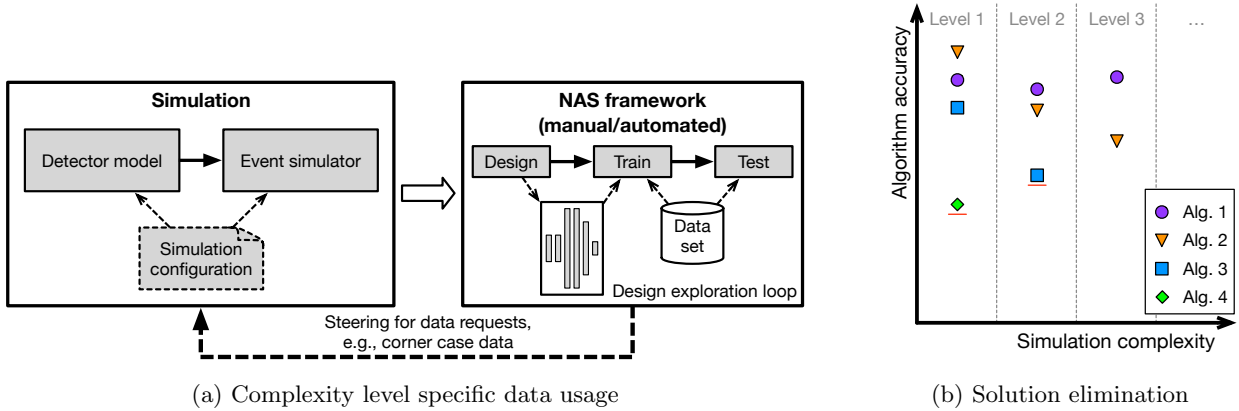 Simulation
Detector model
Event simulator
Simulation
configuration
NAS framework
(manual/automated)
Design
Train
Test
Data
set
Design exploration loop
Steering for data requests,
e.g., corner case data
(a) Complexity level specific data usage
Level 1
Level 2
Level 3
...
Algorithm accuracy
Alg. 1
Alg. 2
Alg. 3
Alg. 4
Simulation complexity
(b) Solution elimination